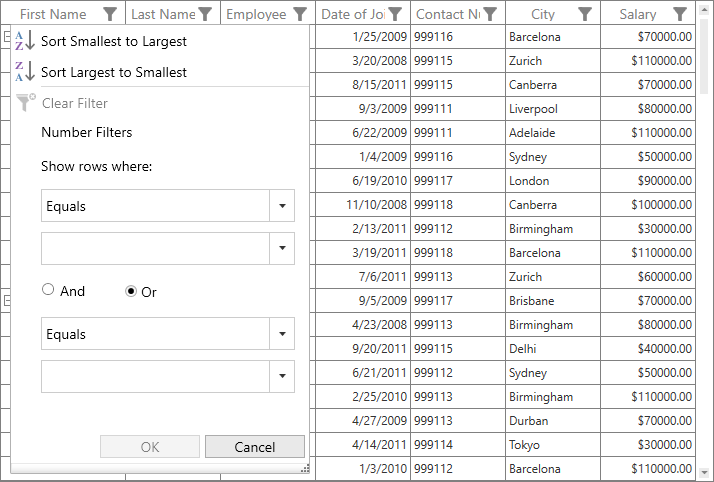 First Name Last Name Employee Date of Jo Contact Nu City Salary
A Z Sort Smallest to Largest
Z A Sort Largest to Smallest
Clear Filter
Number Filters
Show rows where:
Equals
And Or
Equals
OK Cancel
1/25/2009 999116 Barcelona $70000.00
3/20/2008 999115 Zurich $110000.00
8/15/2011 999115 Canberra $70000.00
9/3/2009 999111 Liverpool $80000.00
6/22/2009 999111 Adelaide $110000.00
1/4/2009 999116 Sydney $50000.00
6/19/2010 999117 London $90000.00
11/10/2008 999118 Canberra $100000.00
2/13/2011 999112 Birmingham $30000.00
3/19/2011 999118 Barcelona $110000.00
7/6/2011 999113 Zurich $60000.00
9/5/2009 999117 Brisbane $70000.00
4/23/2008 999113 Birmingham $80000.00
9/20/2011 999115 Delhi $40000.00
6/21/2011 999112 Sydney $50000.00
2/25/2010 999113 Birmingham $110000.00
4/27/2009 999113 Durban $70000.00
4/14/2011 999114 Tokyo $30000.00
1/3/2010 999112 Barcelona $110000.00